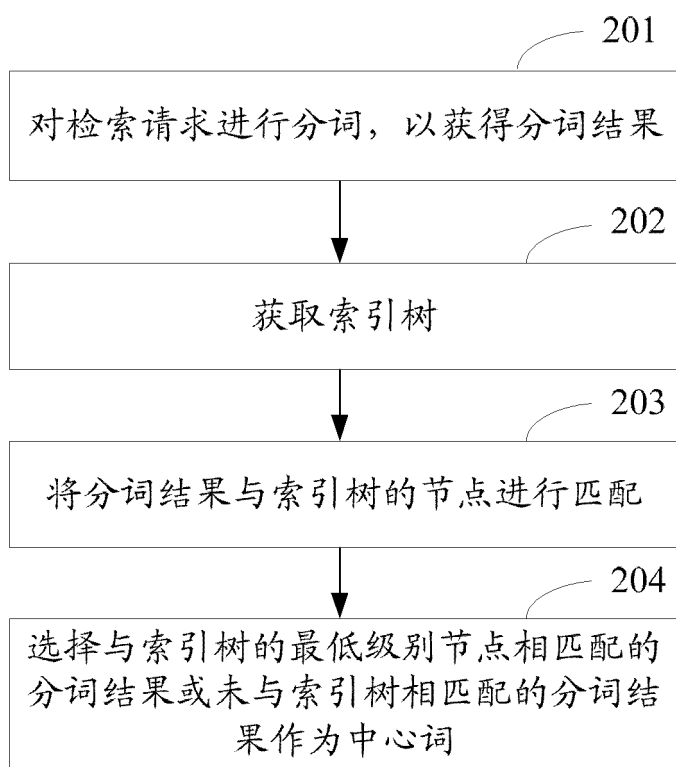 201
对检索请求进行分词，以获得分词结果
202
获取索引树
203
将分词结果与索引树的节点进行匹配
204
选择与索引树的最低级别节点相匹配的
分词结果或未与索引树相匹配的分词结
果作为中心词